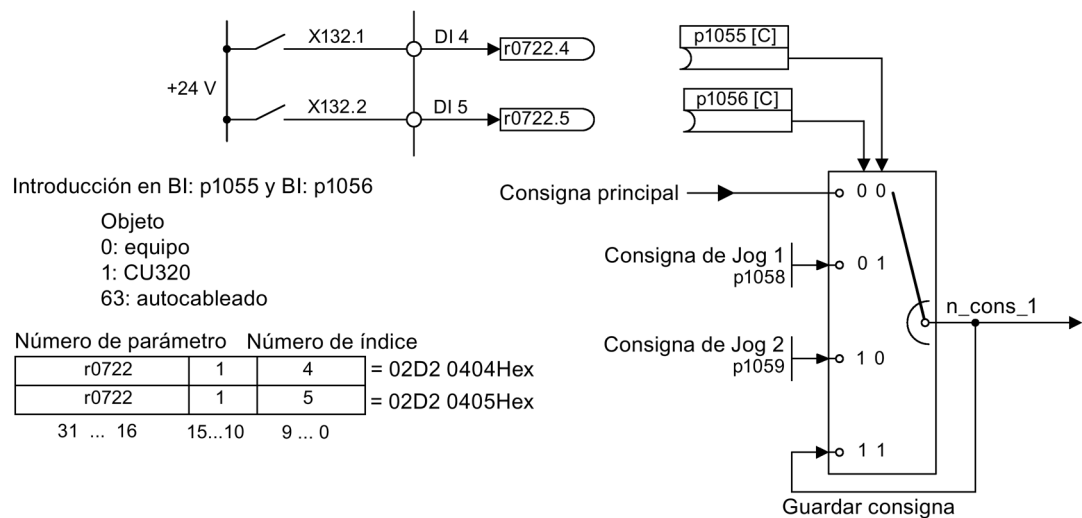 X132.1 DI 4 r0722.4
+24 V
X132.2 DI 5 r0722.5
p1055 [C]
p1056 [C]
Introducción en BI: p1055 y BI: p1056
Objeto
0: equipo
1: CU320
63: autocableado
Número de parámetro Número de índice
r0722 1 4 = 02D2 0404Hex
r0722 1 5 = 02D2 0405Hex
31 ... 16 15...10 9 ... 0
Consigna principal 0 0
Consigna de Jog 1 0 1
p1058
n_cons_1
Consigna de Jog 2 1 0
p1059
1 1
Guardar consigna